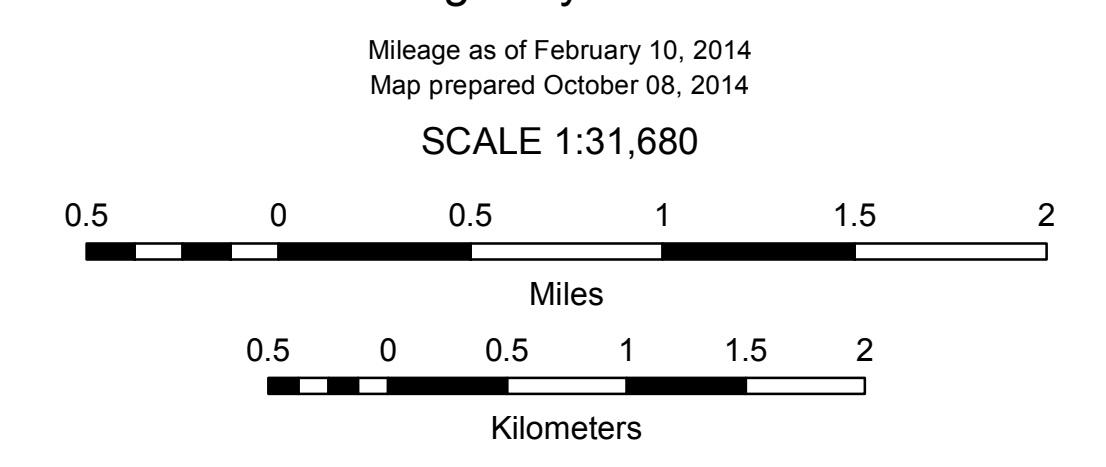 Mileage as of February 10, 2014
Map prepared October 08, 2014
SCALE 1:31,680
0.5 0 0.5 1 1.5 2
Miles
0.5 0 0.5 1 1.5 2
Kilometers